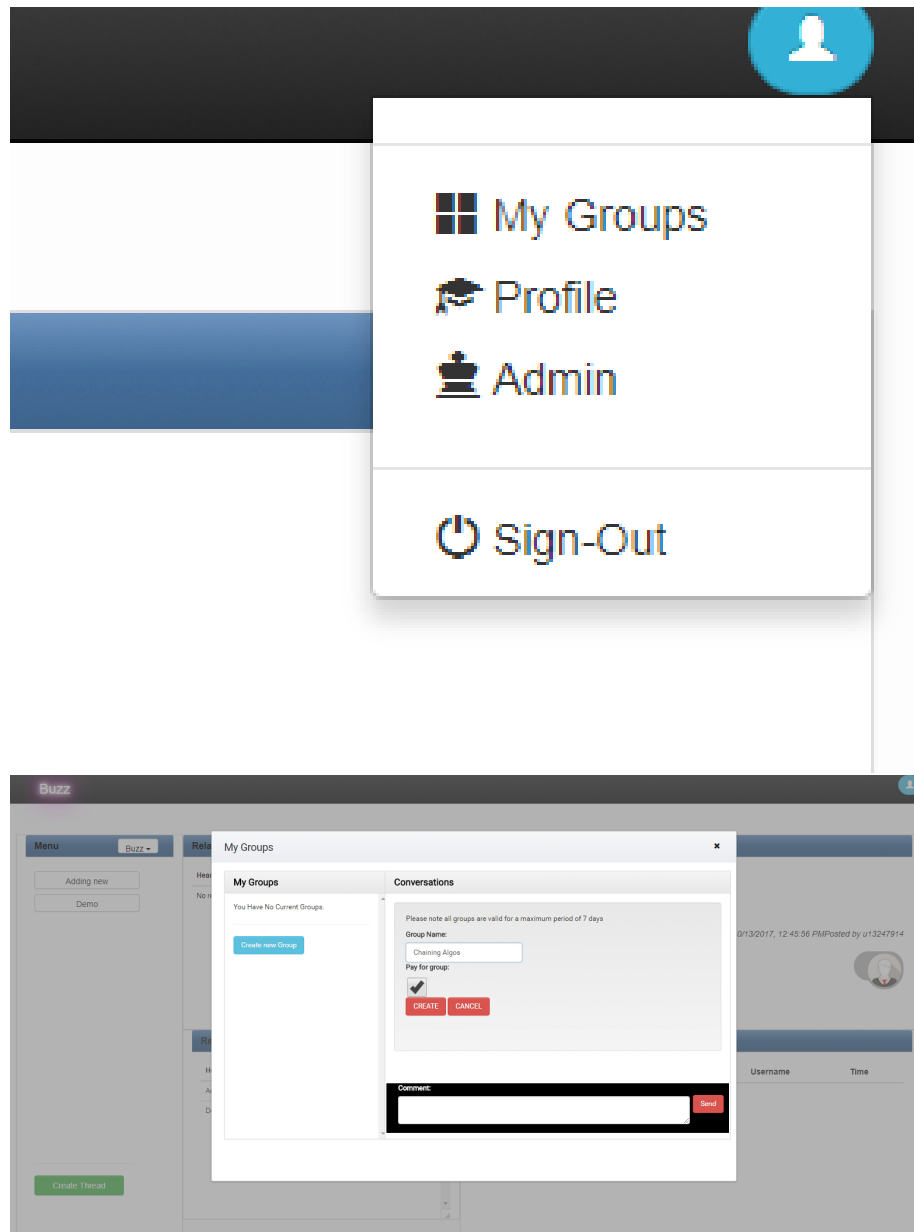 My Groups
Profile
Admin
Sign-Out
Buzz
Menu
Buzz
Adding new
Demo
Create Thread
My Groups
My Groups
You Have No Current Groups.
Create new Group
Conversations
Please note all groups are valid for a maximum period of 7 days
Group Name:
Chaining Algos
Pay for group:
CREATE CANCEL
Comment:
Send
0/13/2017, 12:45:56 PMPosted by u13247914
Username Time